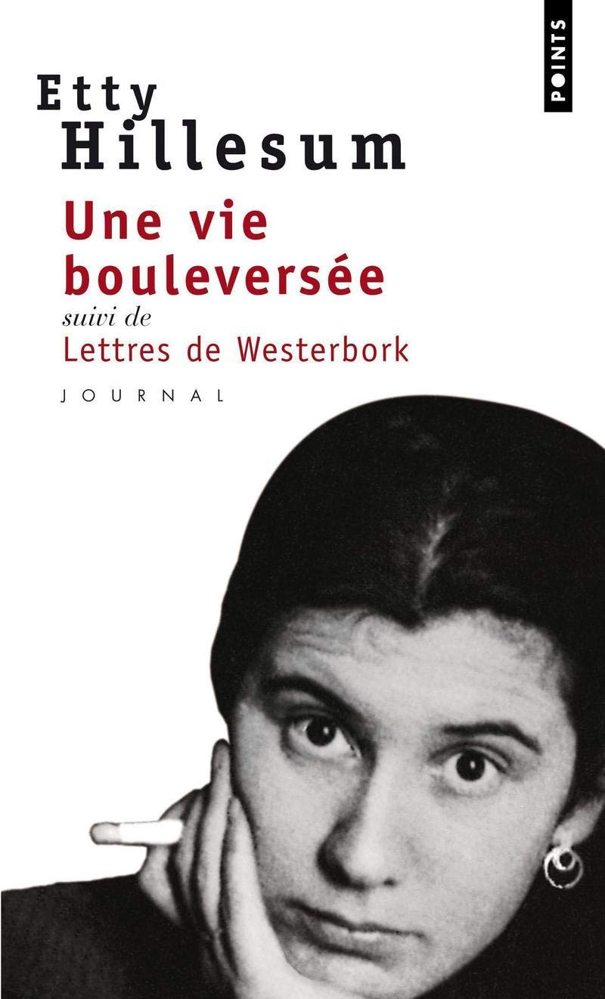 POINTS
Etty
Hillesum
Une vie
bouleversée
suivi de
Lettres de Westerbork
JOURNAL